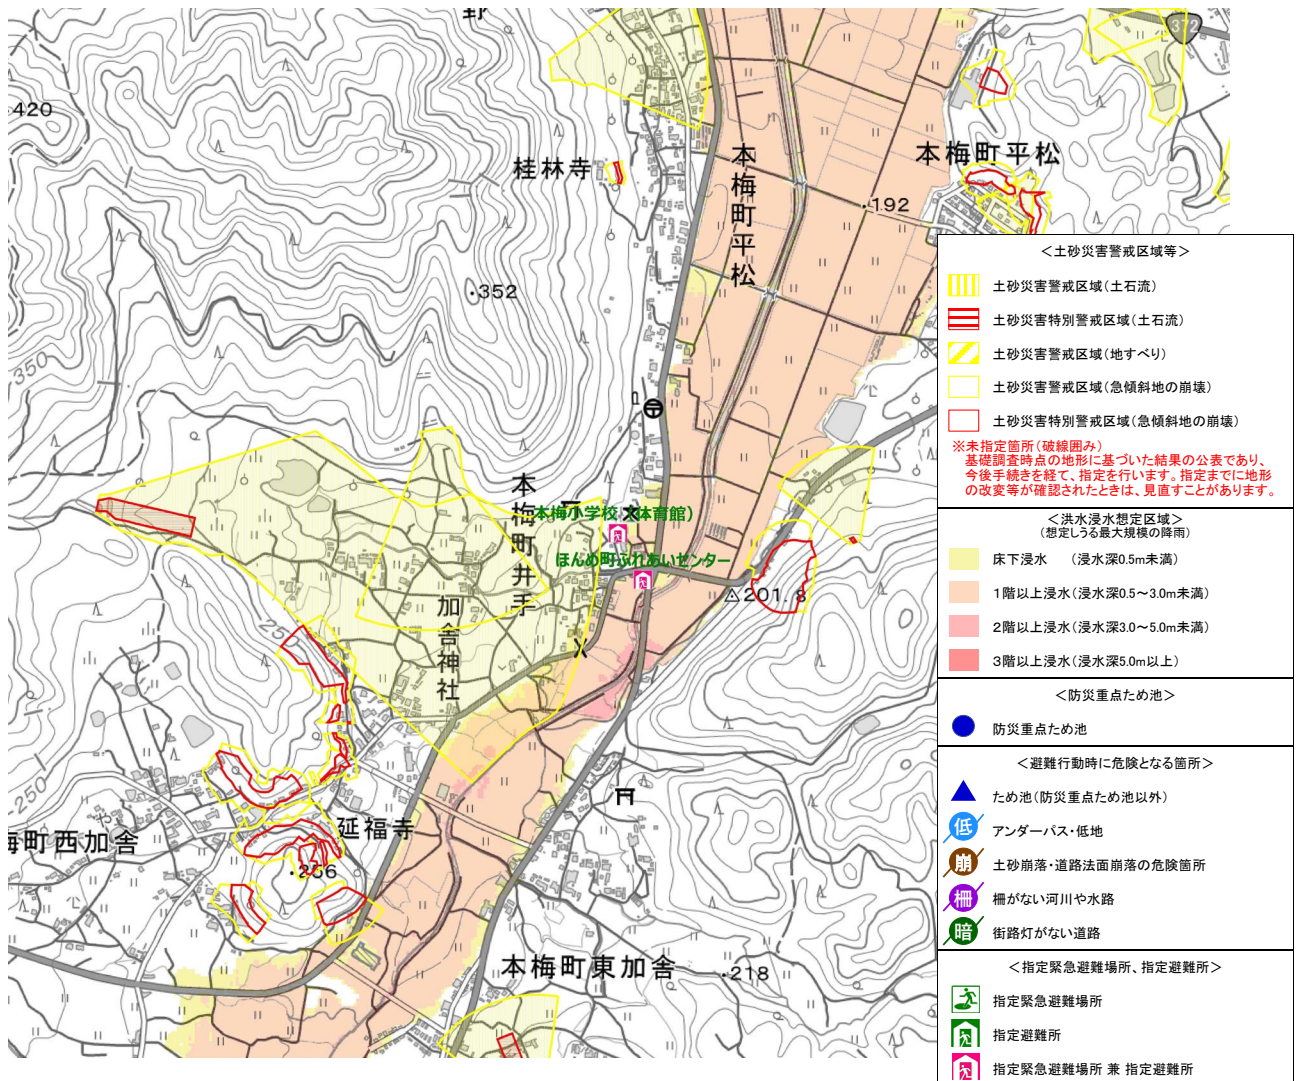 野
372
420
桂林寺
本梅町平松
本梅町平松
192
352
350
本梅町井手
本梅小学校（体育館）
ほんめ町ふれあいセンター
201.8
加舎神社
250
250
延福寺
町西加舎
256
本梅町東加舎
218
＜土砂災害警戒区域等＞
土砂災害警戒区域(土石流)
土砂災害特別警戒区域(土石流)
土砂災害警戒区域(地すべり)
土砂災害警戒区域(急傾斜地の崩壊)
土砂災害特別警戒区域(急傾斜地の崩壊)
※未指定箇所(破線囲み)
基礎調査時点の地形に基づいた結果の公表であり、
今後手続きを経て、指定を行います。指定までに地形
の改変等が確認されたときは、見直すことがあります。
＜洪水浸水想定区域＞
(想定しうる最大規模の降雨)
床下浸水　（浸水深0.5m未満）
1階以上浸水(浸水深0.5～3.0m未満)
2階以上浸水(浸水深3.0～5.0m未満)
3階以上浸水(浸水深5.0m以上)
＜防災重点ため池＞
防災重点ため池
＜避難行動時に危険となる箇所＞
ため池(防災重点ため池以外)
低 アンダーパス・低地
崩 土砂崩落・道路法面崩落の危険箇所
柵 柵がない河川や水路
暗 街路灯がない道路
＜指定緊急避難場所、指定避難所＞
指定緊急避難場所
指定避難所
指定緊急避難場所 兼 指定避難所